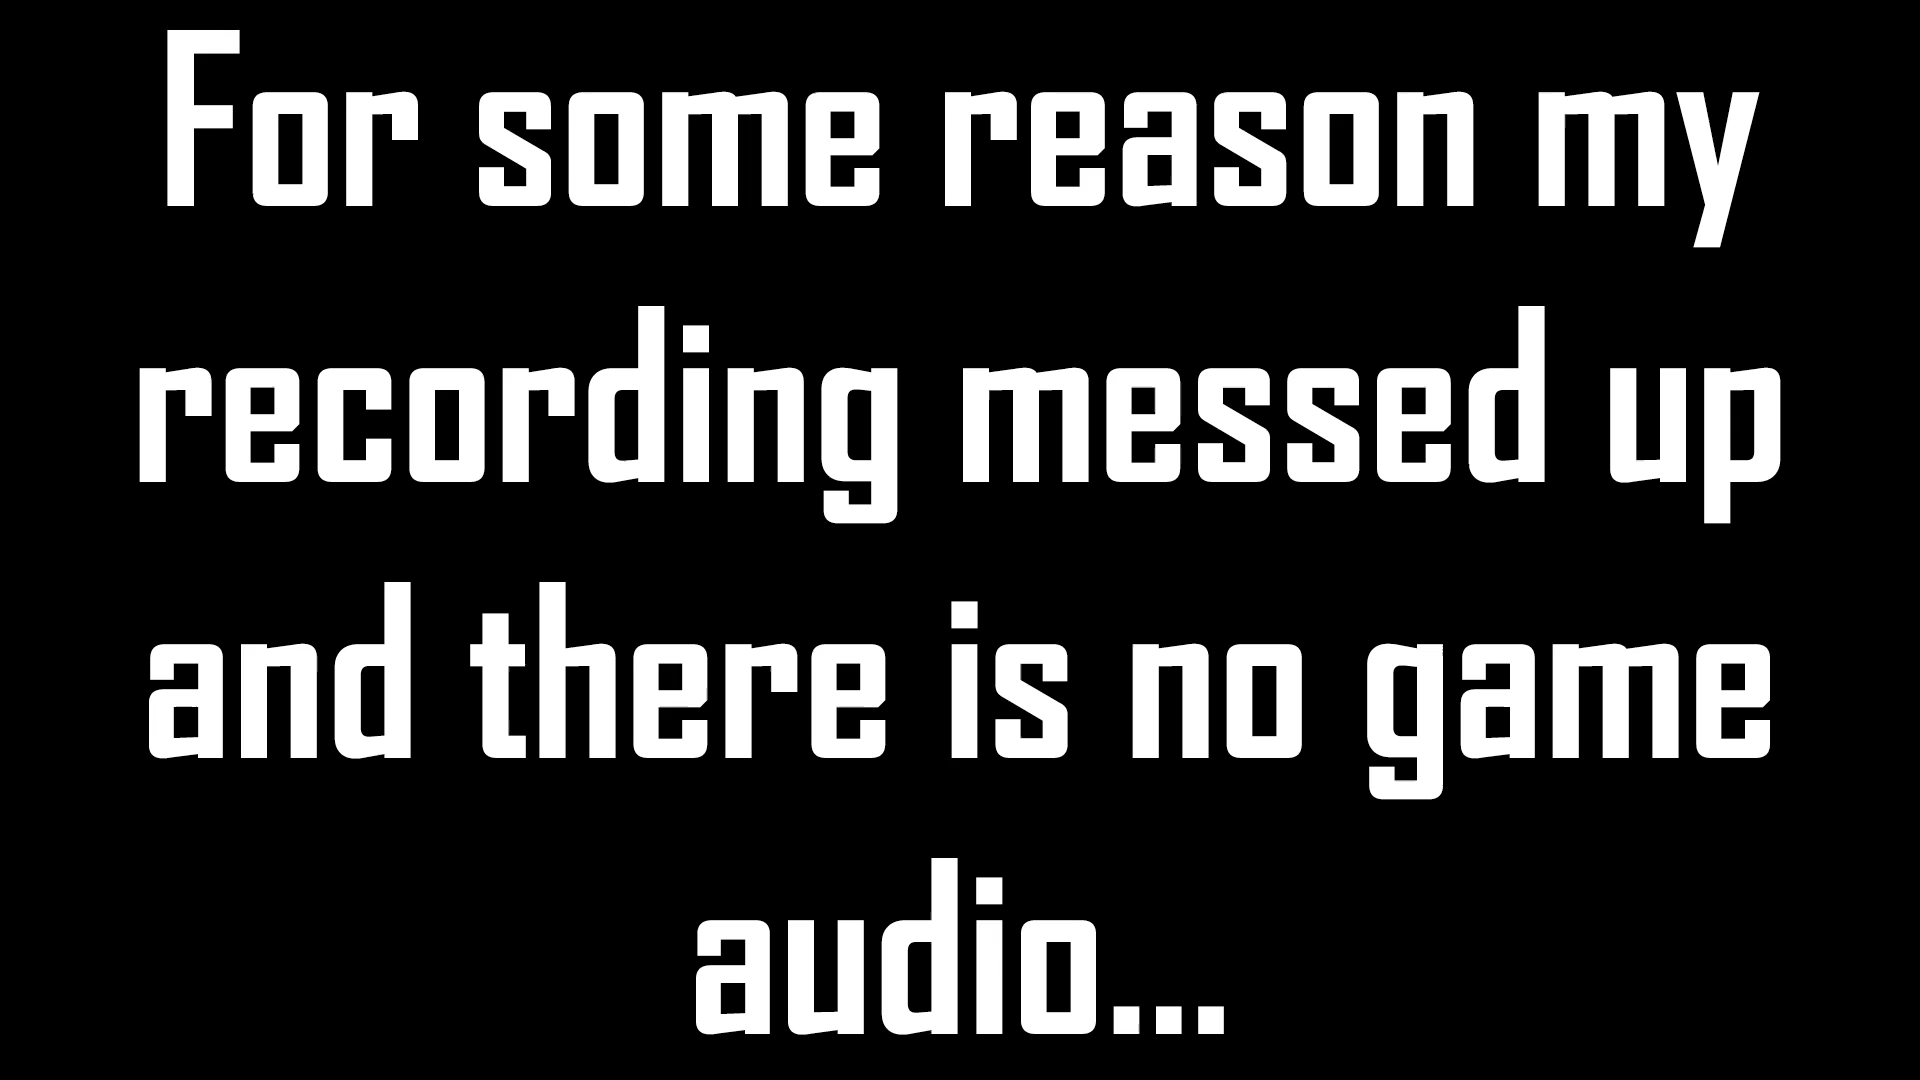 For some reason my
recording messed up
and there is no game
audio...